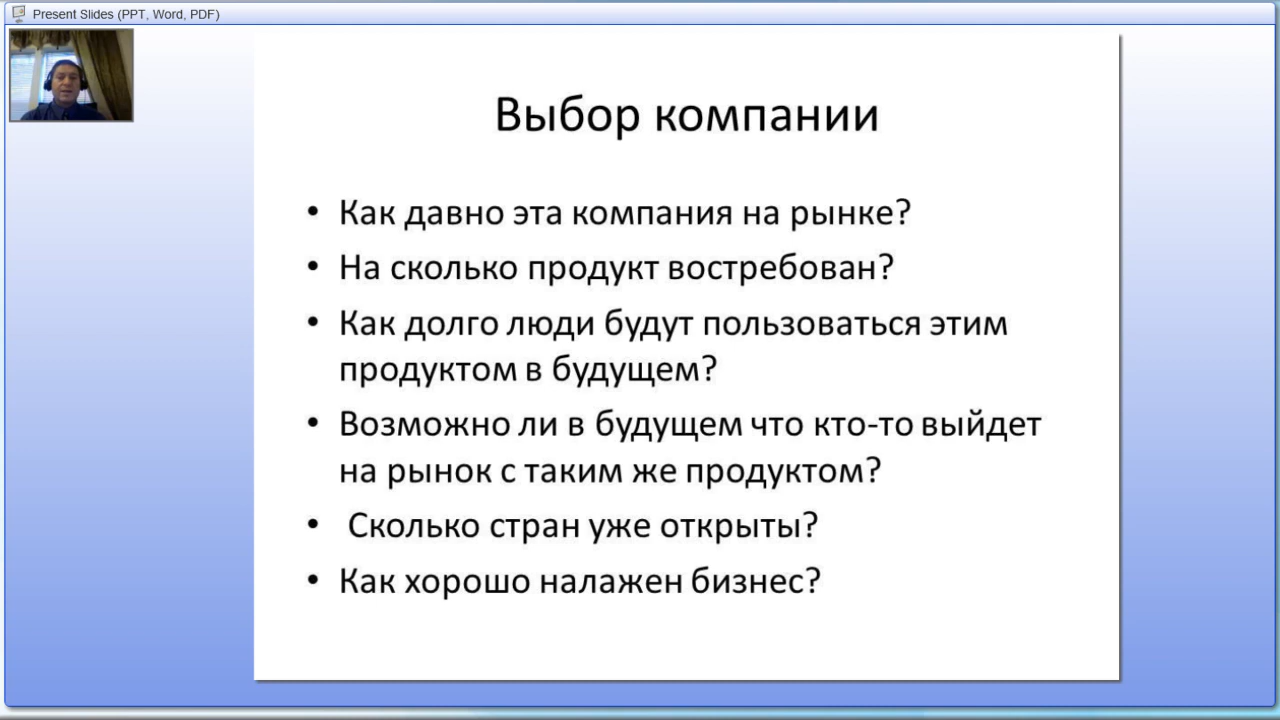 Present Slides (PPT, Word, PDF)
Выбор компании
• Как давно эта компания на рынке?
• На сколько продукт востребован?
• Как долго люди будут пользоваться этим
продуктом в будущем?
• Возможно ли в будущем что кто-то выйдет
на рынок с таким же продуктом?
• Сколько стран уже открыты?
• Как хорошо налажен бизнес?